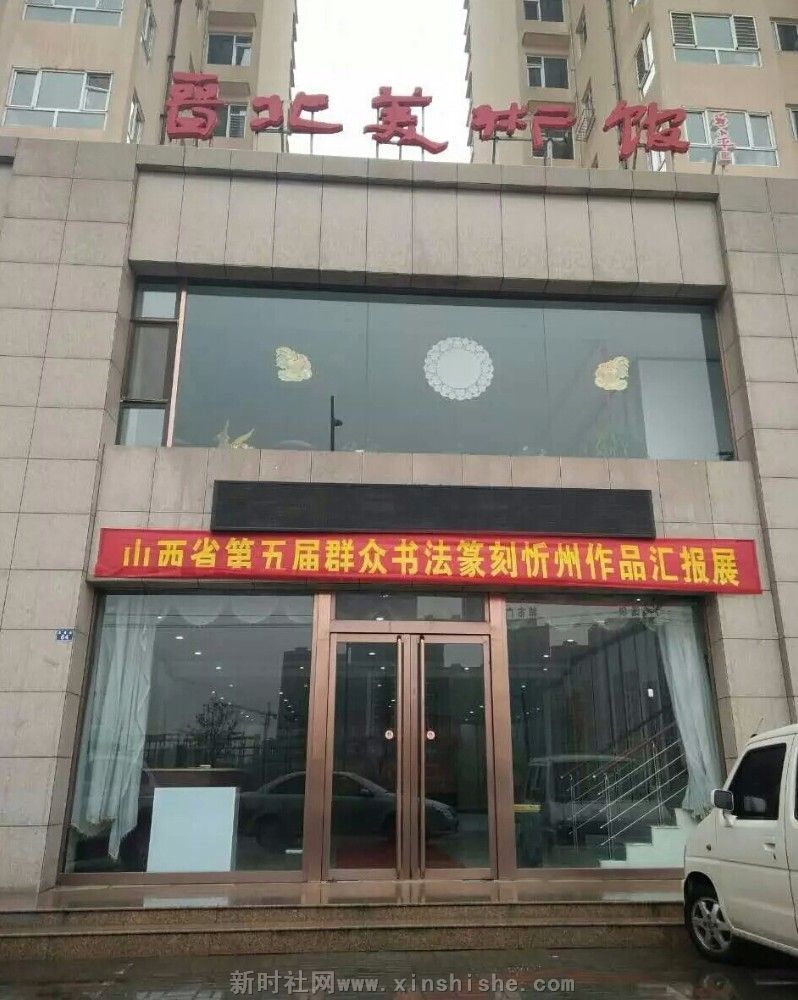 晋北美术馆
山西省第五届群众书法篆刻忻州作品汇报展
64
新时社网www.xinshishe.com